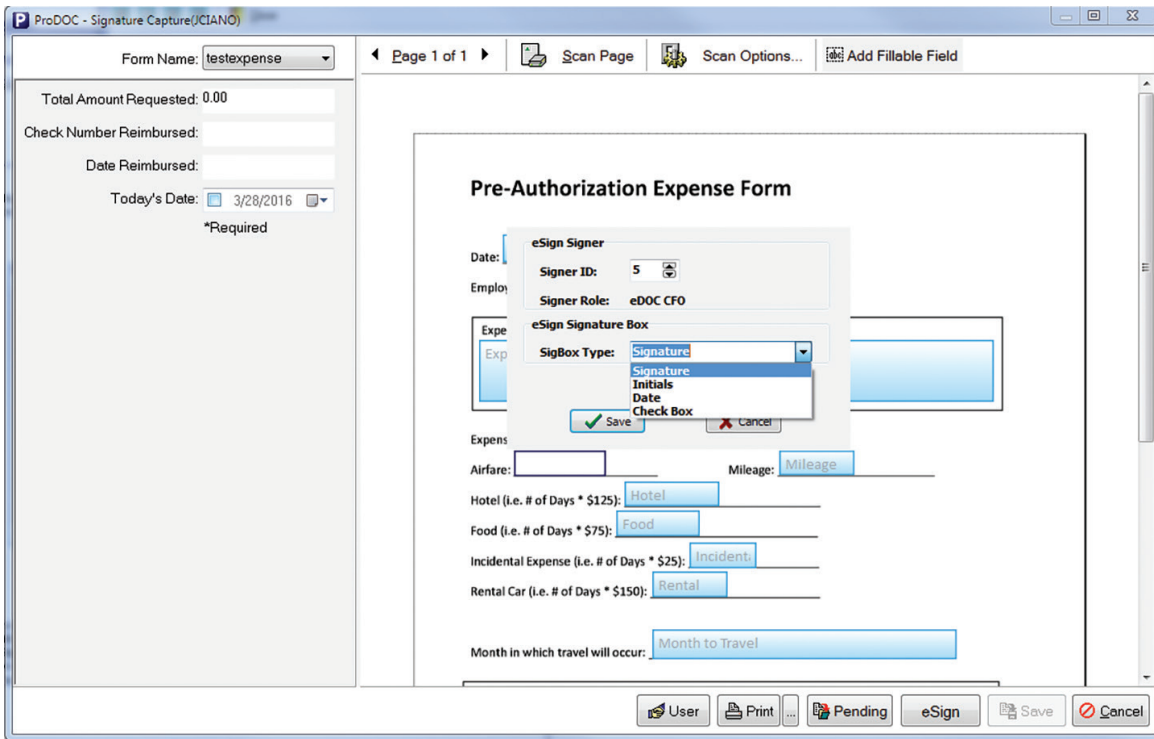 ProDOC - Signature Capture(JCIANO)
Form Name: testexpense
Page 1 of 1 Scan Page Scan Options... abc Add Fillable Field
Total Amount Requested: 0.00
Check Number Reimbursed:
Date Reimbursed:
Today's Date: 3/28/2016
*Required
Pre-Authorization Expense Form
Date:
Employ
eSign Signer
Signer ID: 5
Signer Role: eDOC CFO
Expe
Exp
eSign Signature Box
SigBox Type: Signature
Signature
Initials
Date
Check Box
Save Cancel
Expens
Airfare: Mileage: Mileage
Hotel (i.e. # of Days * $125): Hotel
Food (i.e. # of Days * $75): Food
Incidental Expense (i.e. # of Days * $25): Incident
Rental Car (i.e. # of Days * $150): Rental
Month in which travel will occur: Month to Travel
User Print ... Pending eSign Save Cancel